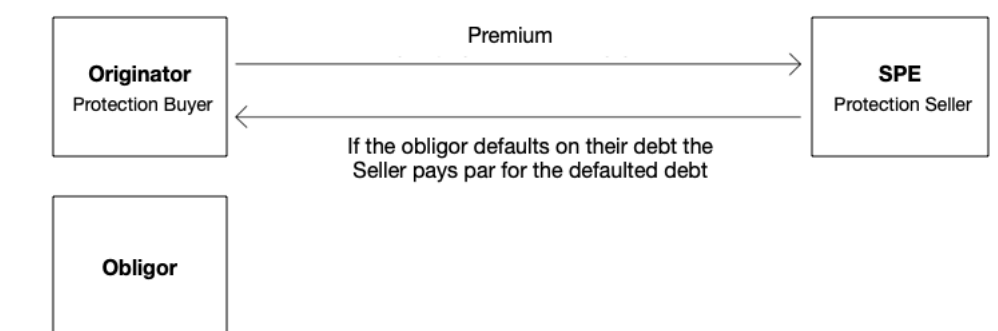 Premium
Originator
Protection Buyer
SPE
Protection Seller
If the obligor defaults on their debt the
Seller pays par for the defaulted debt
Obligor